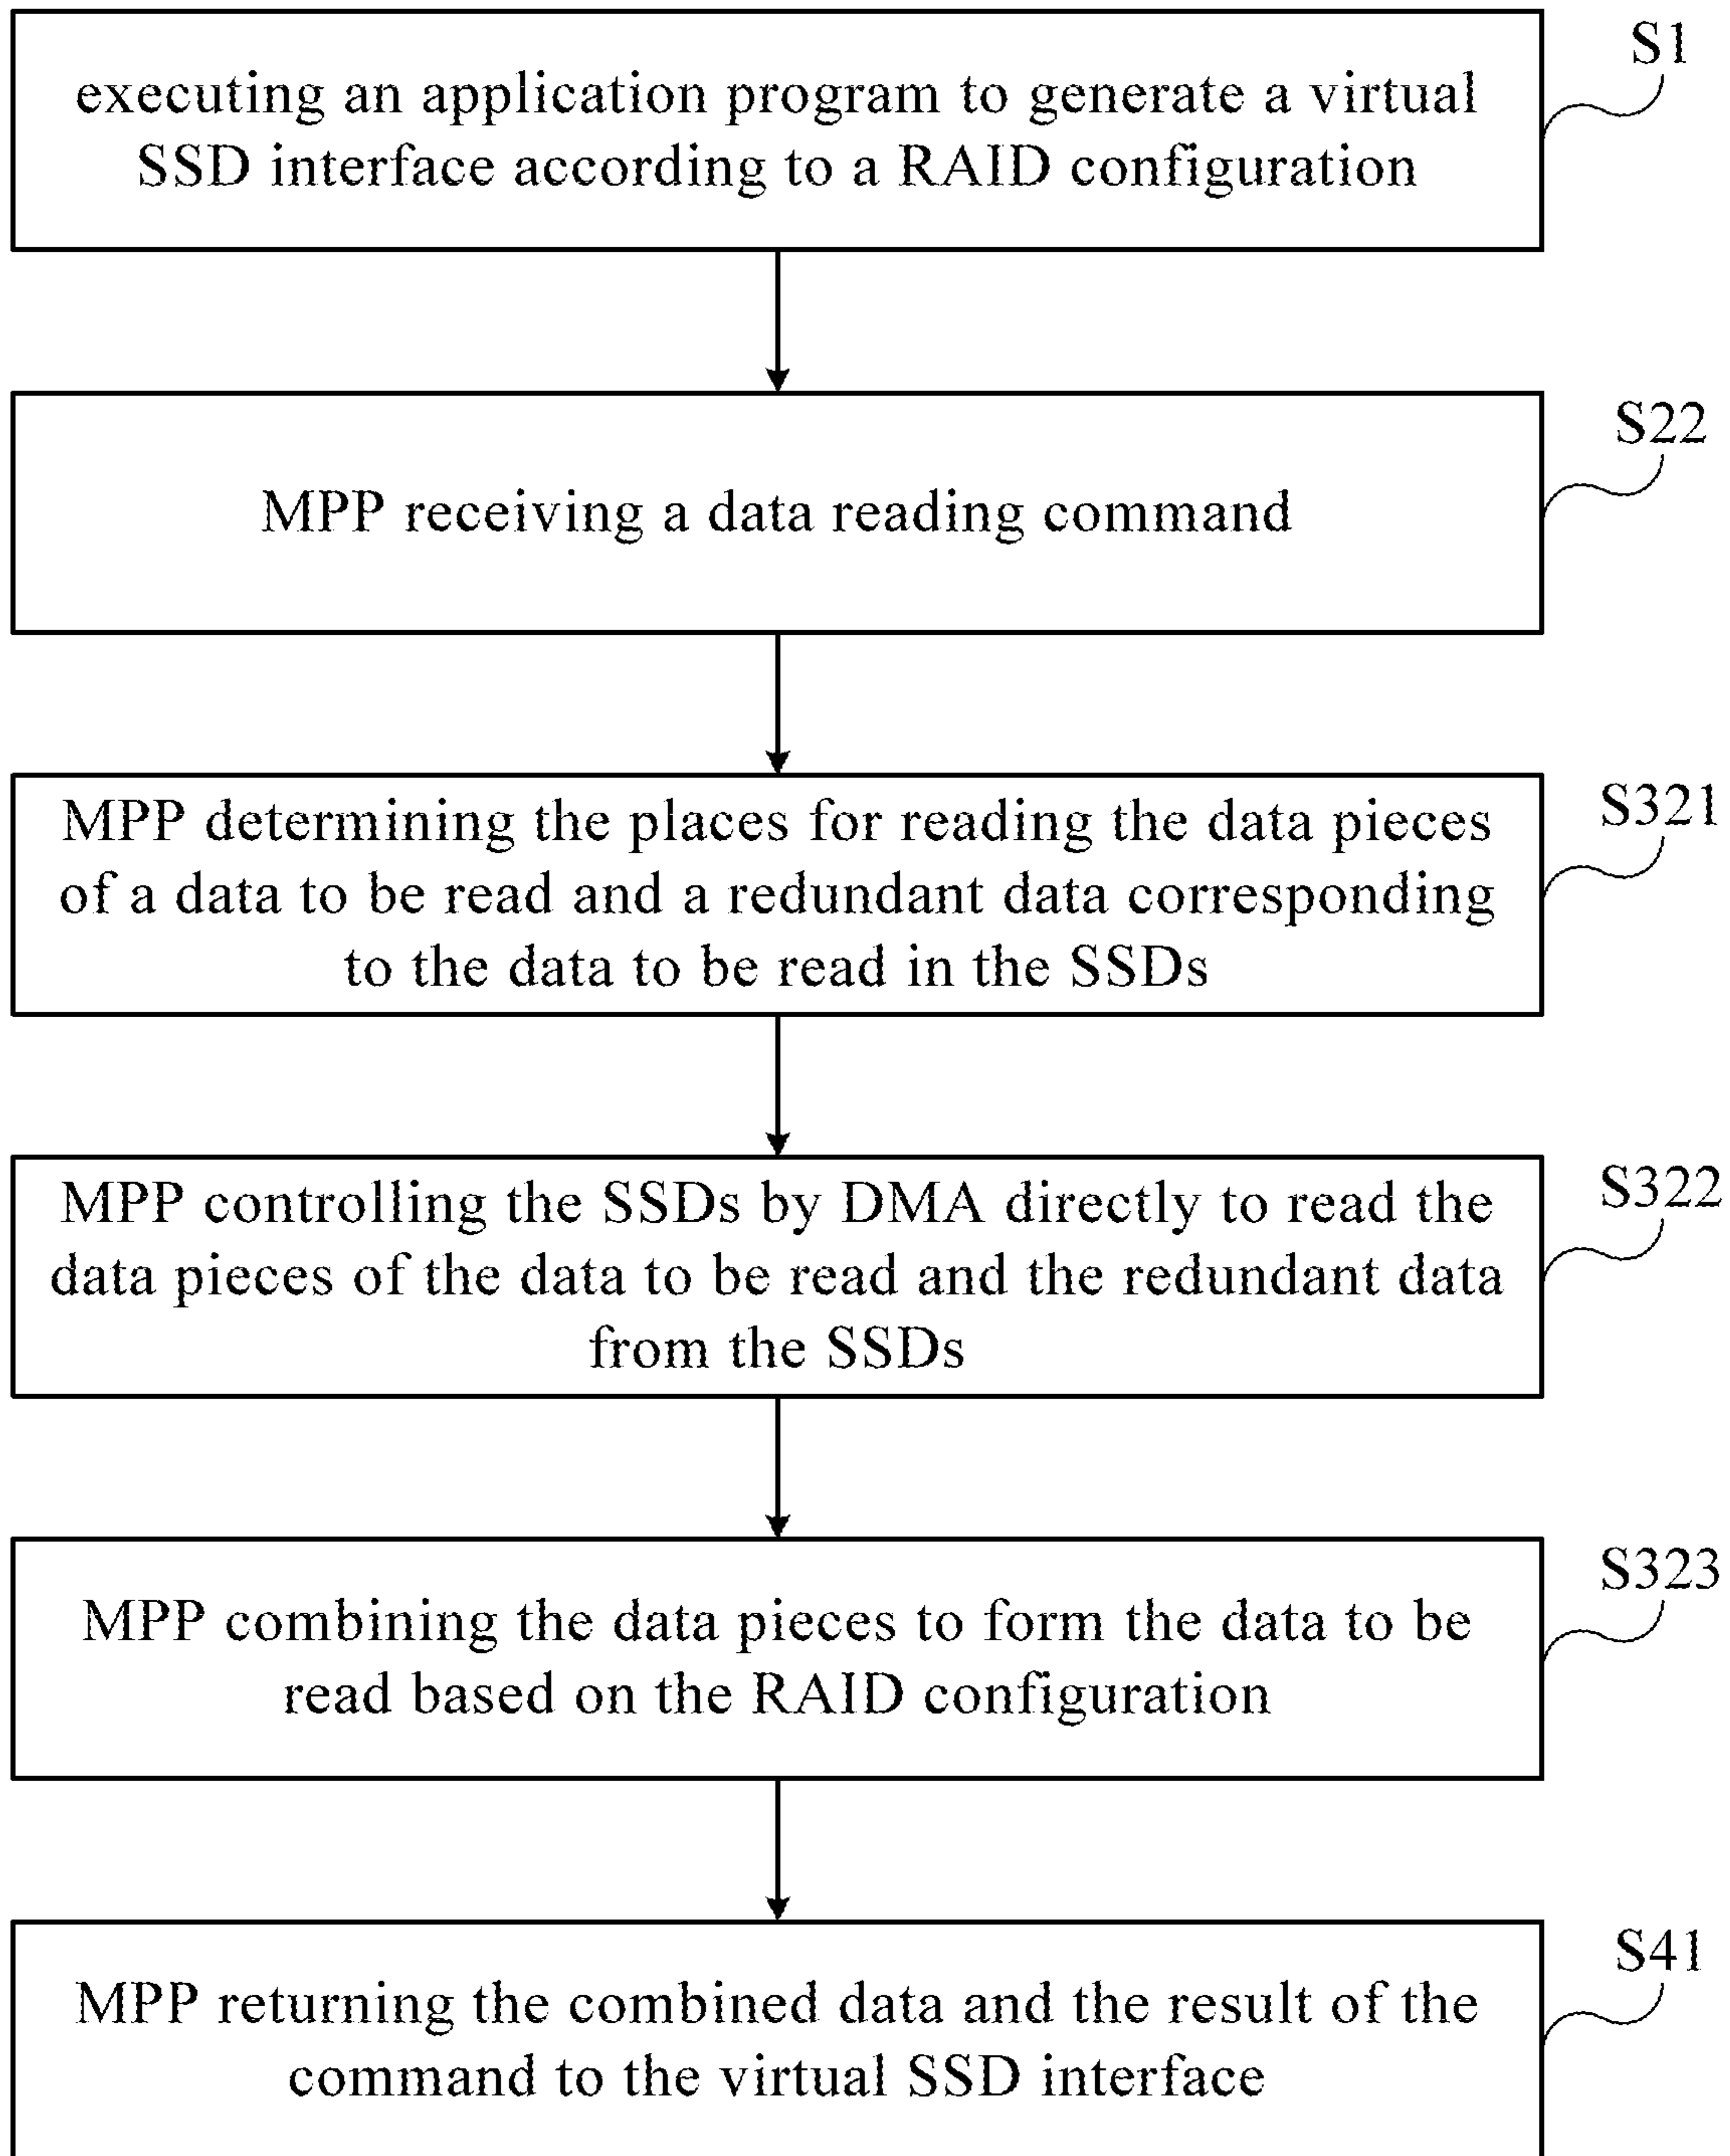 S1
executing an application program to generate a virtual
SSD interface according to a RAID configuration
S22
MPP receiving a data reading command
S321
MPP determining the places for reading the data pieces
of a data to be read and a redundant data corresponding
to the data to be read in the SSDs
S322
MPP controlling the SSDs by DMA directly to read the
data pieces of the data to be read and the redundant data
from the SSDs
S323
MPP combining the data pieces to form the data to be
read based on the RAID configuration
S41
MPP returning the combined data and the result of the
command to the virtual SSD interface